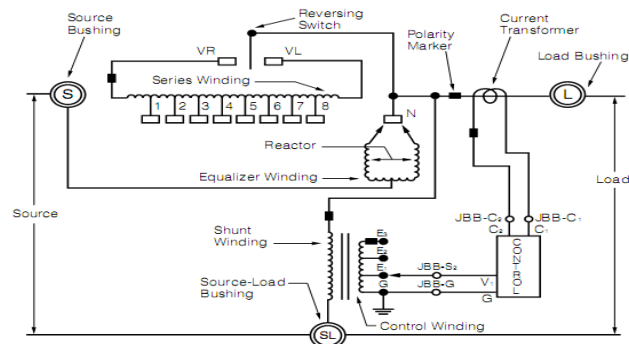 Source
Bushing
Reversing
Switch
Current
Transformer
VR
VL
Polarity
Marker
Load Bushing
Series Winding
S
1 2 3 4 5 6 7 8
N
L
Reactor
Equalizer Winding
Source
Load
JBB-C2
JBB-C1
C2
C1
Shunt
Winding
E3
E2
E1
JBB-S2
V1
G
JBB-G
G
CONTROL
Source-Load
Bushing
Control Winding
SL